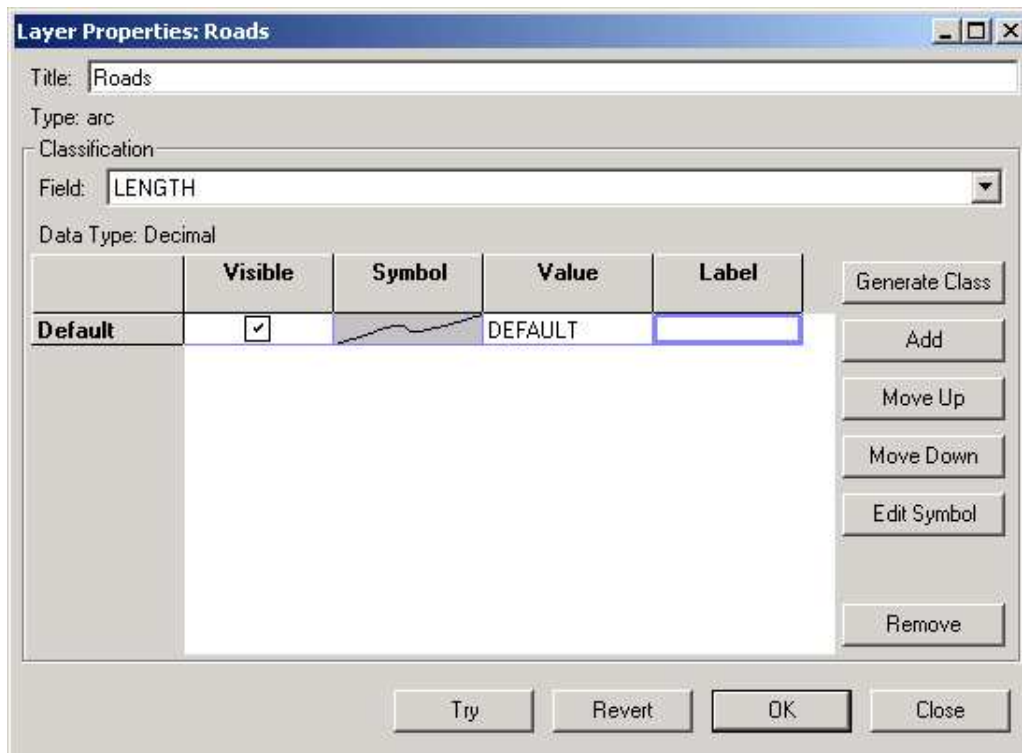 Layer Properties: Roads
Title: Roads
Type: arc
Classification
Field: LENGTH
Data Type: Decimal
Visible Symbol Value Label
Default DEFAULT
Generate Class
Add
Move Up
Move Down
Edit Symbol
Remove
Try Revert OK Close